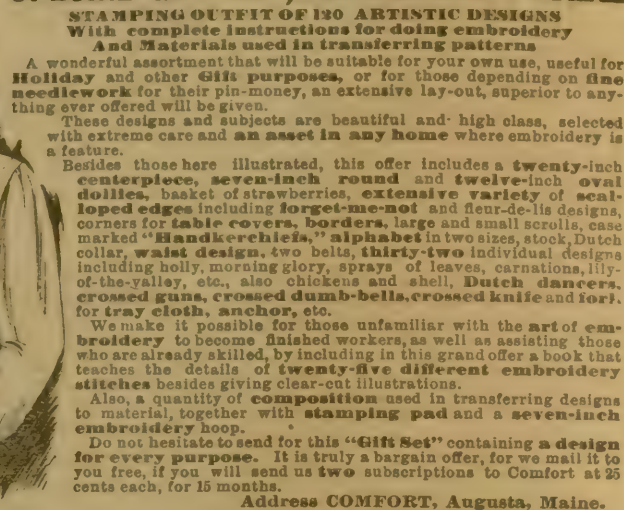 STAMPING OUTFIT OF 120 ARTISTIC DESIGNS
With complete instructions for doing embroidery
And Materials used in transferring patterns
A wonderful assortment that will be suitable for your own use, useful for
Holiday and other Gift purposes, or for those depending on fine
needlework for their pin-money, an extensive lay-out, superior to any-
thing ever offered will be given.
These designs and subjects are beautiful and- high class, selected
with extreme care and an asset in any home where embroidery is
a feature.
Besides those here illustrated, this offer includes a twenty-inch
centerpiece, seven-inch round and twelve-inch oval
doilies, basket of strawberries, extensive variety of scal-
loped edges including forget-me-not and fleur-de-lis designs,
corners for table covers, borders, large and small scrolls, case
marked "Handkerchiefs," alphabet in two sizes, stock, Dutch
collar, waist design, two belts, thirty-two individual designs
including holly, morning glory, sprays of leaves, carnations, lily-
of-the-valley, etc., also chickens and shell, Dutch dancers,
crossed guns, crossed dumb-bells, crossed knife and fork,
for tray cloth, anchor, etc.
We make it possible for those unfamiliar with the art of em-
broidery to become finished workers, as well as assisting those
who are already skilled, by including in this grand offer a book that
teaches the details of twenty-five different embroidery
stitches besides giving clear-cut illustrations.
Also, a quantity of composition used in transferring designs
to material, together with stamping pad and a seven-inch
embroidery hoop.
Do not hesitate to send for this "Gift Set" containing a design
for every purpose. It is truly a bargain offer, for we mail it to
you free, if you will send us two subscriptions to Comfort at 25
cents each, for 15 months.
Address COMFORT, Augusta, Maine.